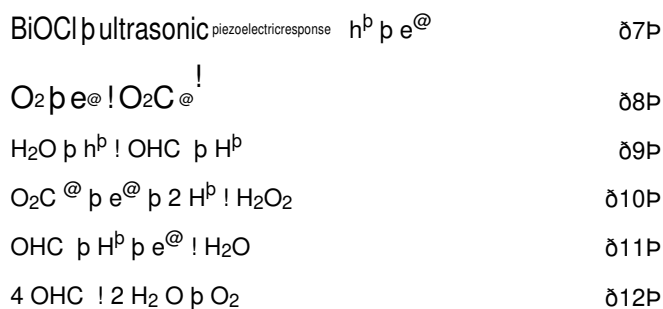 BiOCl þ ultrasonic piezoelectricresponse h^þ þ e^@ ð7Þ
!
O₂ þ e@ ! O₂C @ ð8Þ
H₂O þ h^þ ! OHC þ H^þ ð9Þ
O₂C @ þ e^@ þ 2 H^þ ! H₂O₂ ð10Þ
OHC þ H^þ þ e^@ ! H₂O ð11Þ
4 OHC ! 2 H₂ O þ O₂ ð12Þ